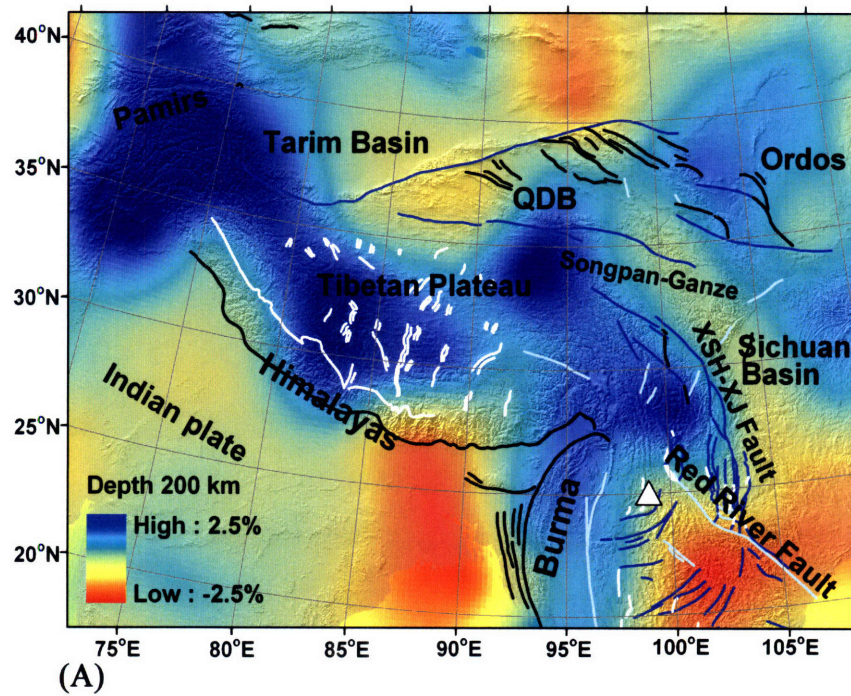 40°N
Pamirs
Tarim Basin
35°N
Ordos
QDB
Songpan-Ganze
Tibetan Plateau
30°N
XSH-XJ Fault
Sichuan
Basin
Himalayas
Indian plate
25°N
Red River Fault
Depth 200 km
High : 2.5%
Burma
20°N
Low : -2.5%
75°E 80°E 85°E 90°E 95°E 100°E 105°E
(A)